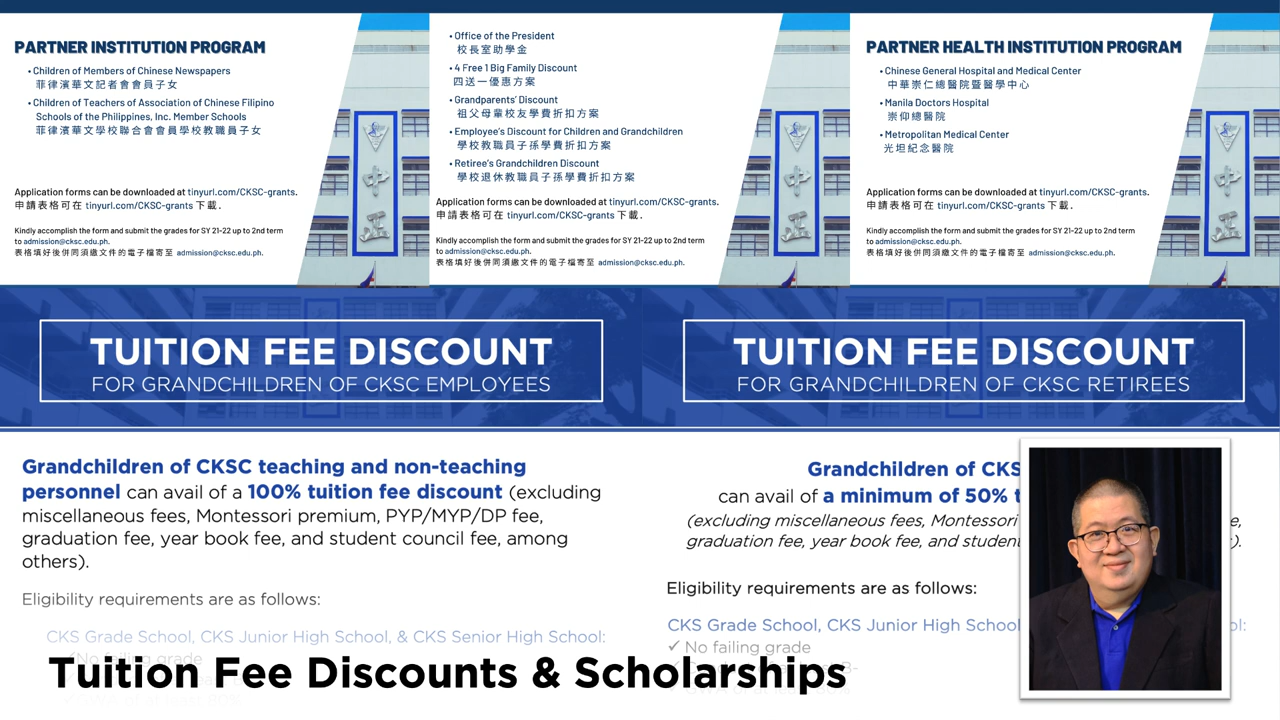 PARTNER INSTITUTION PROGRAM
• Children of Members of Chinese Newspapers
菲律濱華文記者會會員子女
• Children of Teachers of Association of Chinese Filipino
Schools of the Philippines, Inc. Member Schools
菲律濱華文學校聯合會會員學校教職員子女
Application forms can be downloaded at tinyurl.com/CKSC-grants.
申請表格可在 tinyurl.com/CKSC-grants 下載.
Kindly accomplish the form and submit the grades for SY 21-22 up to 2nd term
to admission@cksc.edu.ph.
表格填好後併同須繳文件的電子檔寄至 admission@cksc.edu.ph.
中正
• Office of the President
校長室助學金
• 4 Free 1 Big Family Discount
四送一優惠方案
• Grandparents' Discount
祖父母輩校友學費折扣方案
• Employee's Discount for Children and Grandchildren
學校教職員子孫學費折扣方案
• Retiree's Grandchildren Discount
學校退休教職員子孫學費折扣方案
Application forms can be downloaded at tinyurl.com/CKSC-grants.
申請表格可在 tinyurl.com/CKSC-grants 下載.
Kindly accomplish the form and submit the grades for SY 21-22 up to 2nd term
to admission@cksc.edu.ph.
表格填好後併同須繳文件的電子檔寄至 admission@cksc.edu.ph.
中正
PARTNER HEALTH INSTITUTION PROGRAM
• Chinese General Hospital and Medical Center
中華崇仁總醫院暨醫學中心
• Manila Doctors Hospital
崇仰總醫院
• Metropolitan Medical Center
光坦紀念醫院
Application forms can be downloaded at tinyurl.com/CKSC-grants.
申請表格可在 tinyurl.com/CKSC-grants 下載.
Kindly accomplish the form and submit the grades for SY 21-22 up to 2nd term
to admission@cksc.edu.ph.
表格填好後併同須繳文件的電子檔寄至 admission@cksc.edu.ph.
中正
TUITION FEE DISCOUNT
FOR GRANDCHILDREN OF CKSC EMPLOYEES
Grandchildren of CKSC teaching and non-teaching
personnel can avail of a 100% tuition fee discount (excluding
miscellaneous fees, Montessori premium, PYP/MYP/DP fee,
graduation fee, year book fee, and student council fee, among
others).
Eligibility requirements are as follows:
CKS Grade School, CKS Junior High School, & CKS Senior High School:
✓No failing grade
TUITION FEE DISCOUNT
FOR GRANDCHILDREN OF CKSC RETIREES
Grandchildren of CKS
can avail of a minimum of 50% t
(excluding miscellaneous fees, Montessori
graduation fee, year book fee, and student
Eligibility requirements are as follows:
CKS Grade School, CKS Junior High School
✓ No failing grade
Tuition Fee Discounts & Scholarships